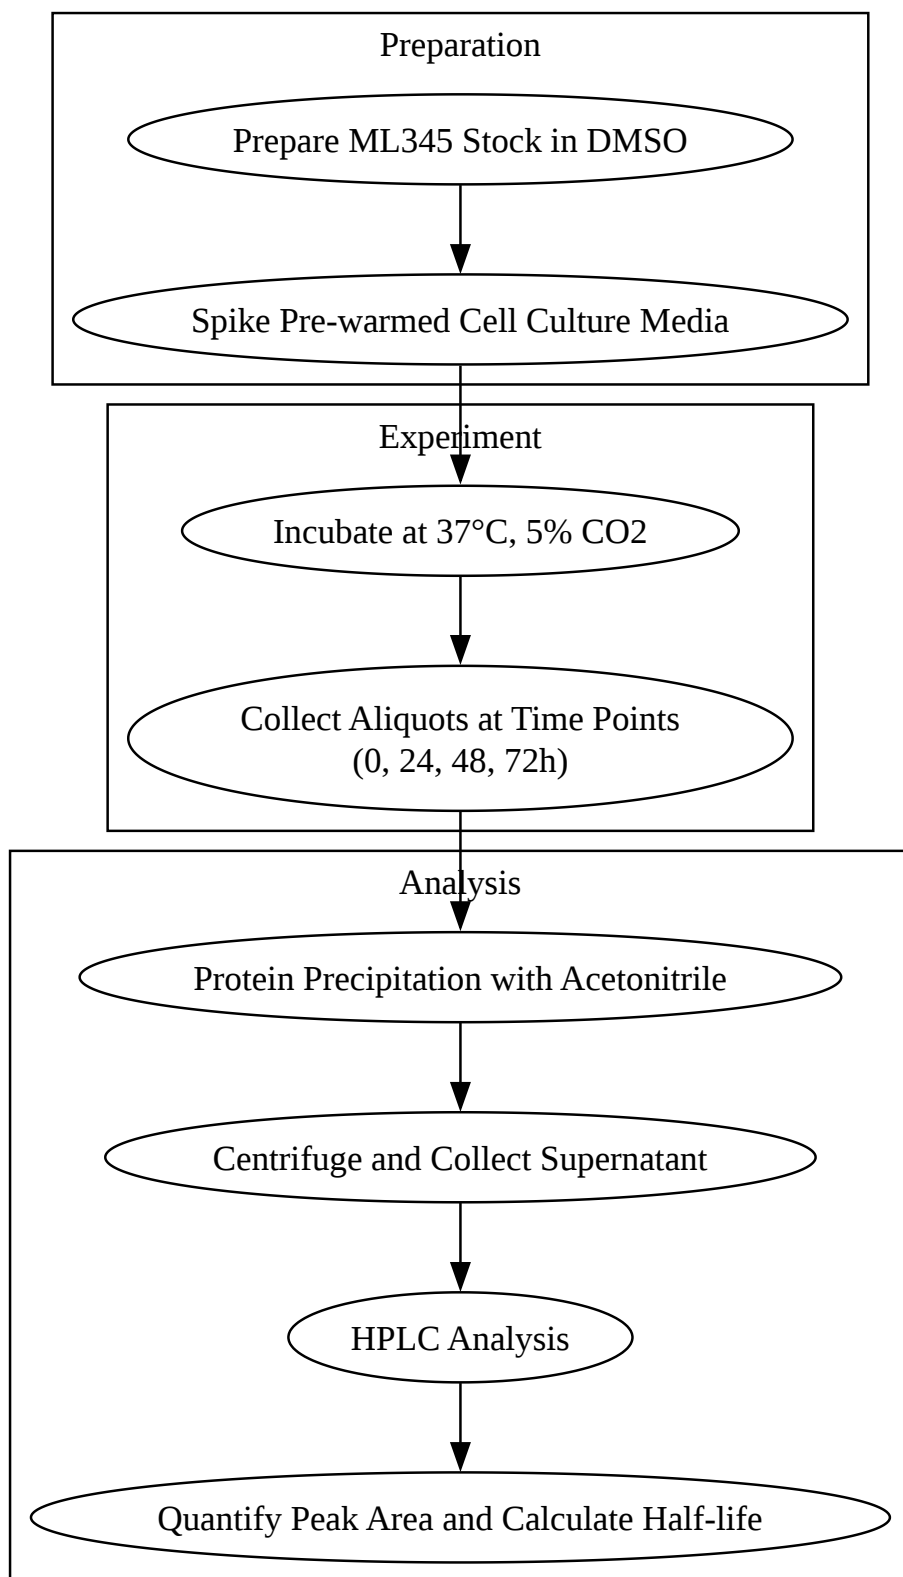 Preparation
Prepare ML345 Stock in DMSO
Spike Pre-warmed Cell Culture Media
Experiment
Incubate at 37°C, 5% CO2
Collect Aliquots at Time Points
(0, 24, 48, 72h)
Analysis
Protein Precipitation with Acetonitrile
Centrifuge and Collect Supernatant
HPLC Analysis
Quantify Peak Area and Calculate Half-life